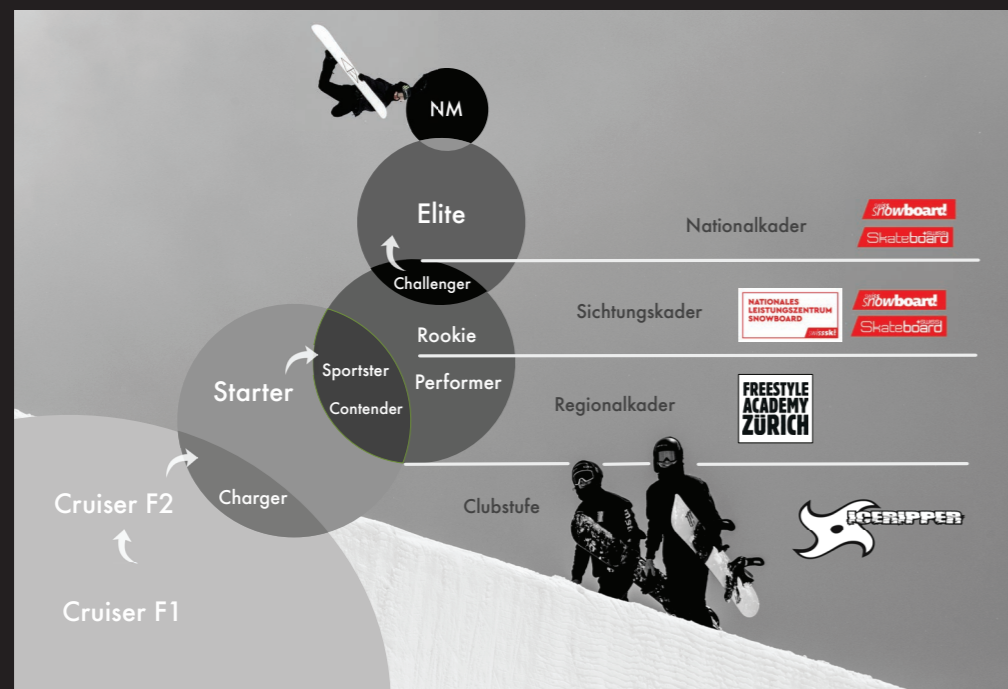 NM
Elite
Nationalkader
snowboard
Skateboard
Challenger
Sichtungskader
NATIONALES
LEISTUNGSZENTRUM
SNOWBOARD
snowboard
Skateboard
Rookie
Sportster
Performer
Starter
Contender
Regionalkader
FREESTYLE
ACADEMY
ZÜRICH
Charger
Cruiser F2
Clubstufe
ICERIPPER
Cruiser F1